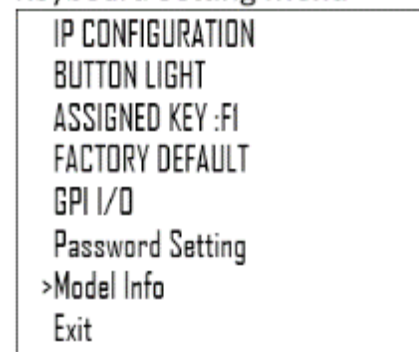 IP CONFIGURATION
BUTTON LIGHT
ASSIGNED KEY :F1
FACTORY DEFAULT
GPI I/O
Password Setting
>Model Info
Exit